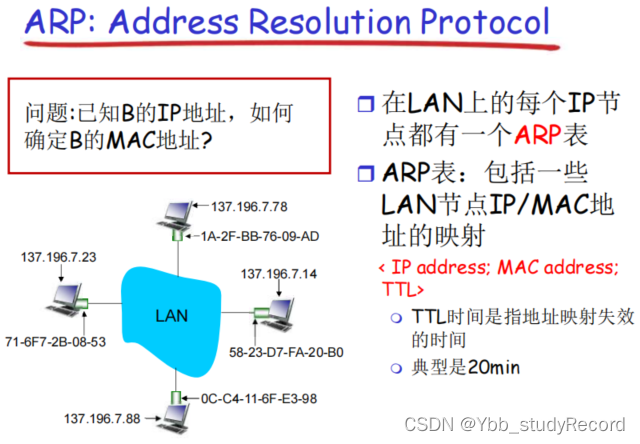 ARP: Address Resolution Protocol
问题:已知B的IP地址，如何
确定B的MAC地址?
137.196.7.78
1A-2F-BB-76-09-AD
137.196.7.23
137.196.7.14
LAN
71-6F7-2B-08-53
58-23-D7-FA-20-B0
0C-C4-11-6F-E3-98
137.196.7.88
在LAN上的每个IP节
点都有一个ARP表
ARP表：包括一些
LAN节点IP/MAC地
址的映射
< IP address; MAC address;
TTL>
TTL时间是指地址映射失效
的时间
典型是20min
CSDN @Ybb_studyRecord